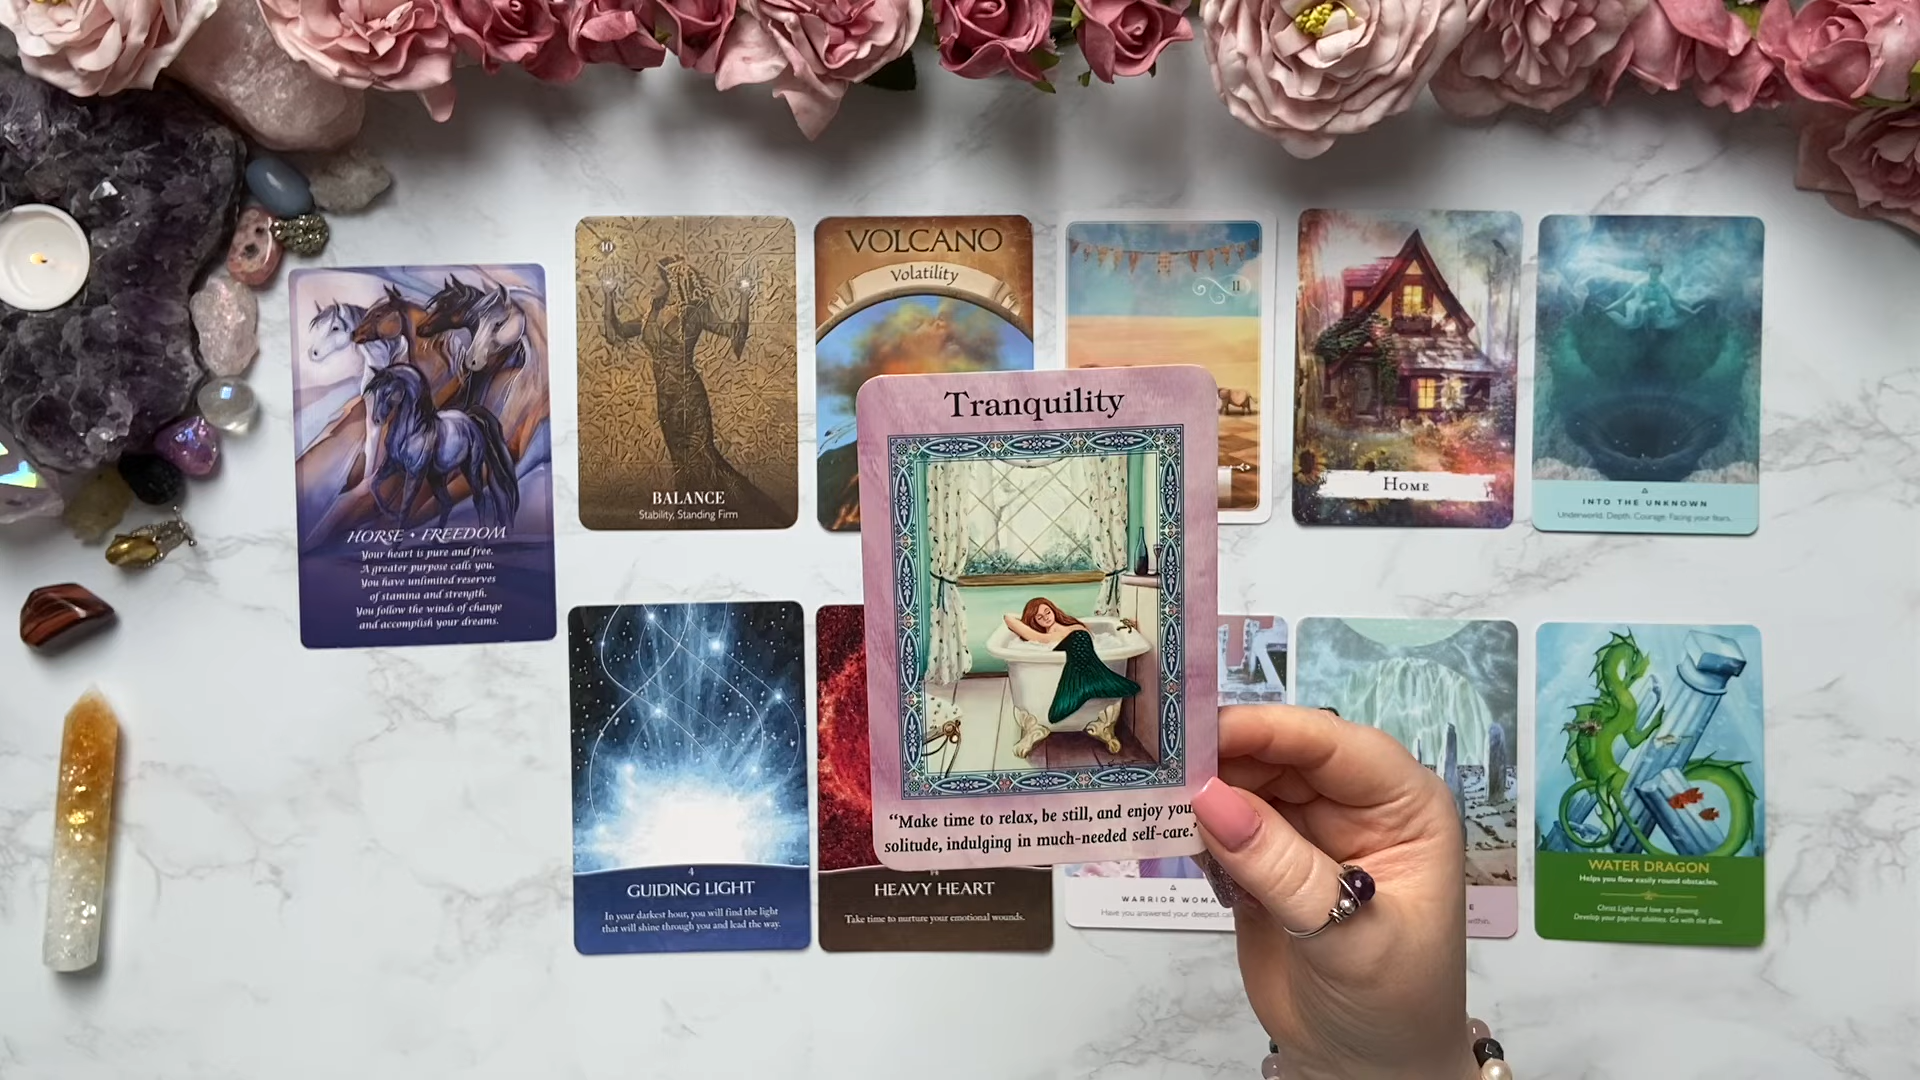 HORSE • FREEDOM
Your heart is pure and free.
A greater purpose calls you.
You have unlimited reserves
of stamina and strength.
You follow the winds of change
and accomplish your dreams.
10
BALANCE
Stability, Standing Firm
VOLCANO
Volatility
11
HOME
INTO THE UNKNOWN
Underworld. Depth. Courage. Facing your fears.
Tranquility
"Make time to relax, be still, and enjoy
solitude, indulging in much-needed self-care."
4
GUIDING LIGHT
In your darkest hour, you will find the light
that will shine through you and lead the way.
HEAVY HEART
Take time to nurture your emotional wounds.
WARRIOR WOMA
Have you answered your deepest
E
within.
WATER DRAGON
Helps you flow easily round obstacles.
Christ Light and love are flowing.
Develop your psychic abilities. Go with the flow.